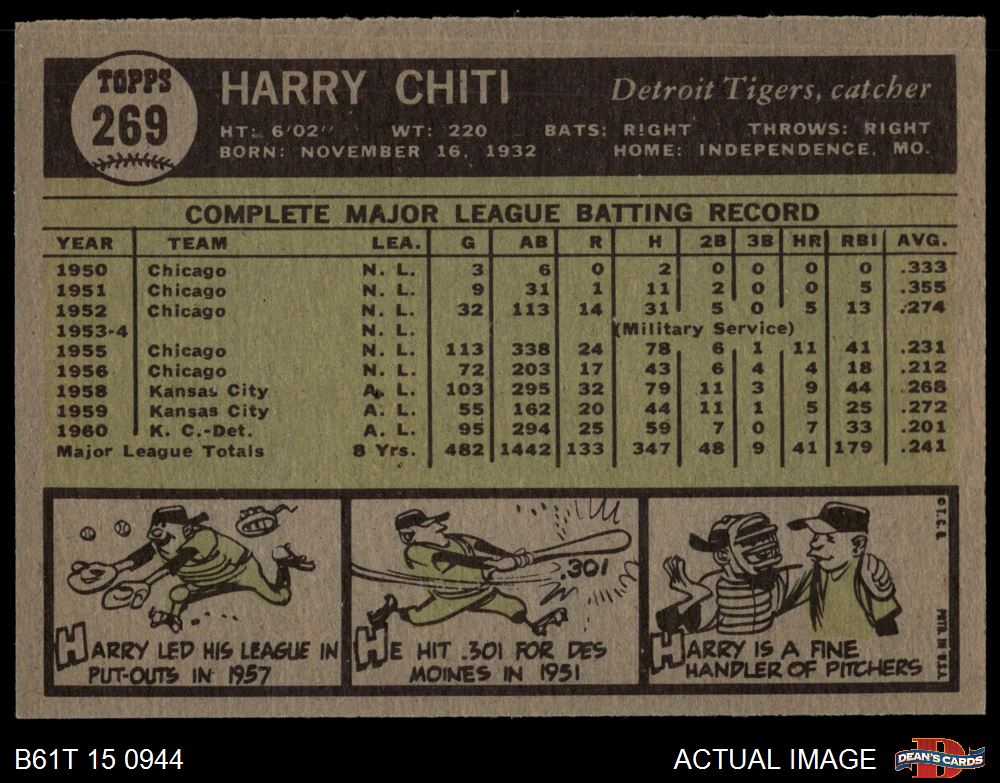 TOPPS
269
HARRY CHITI
Detroit Tigers, catcher
HT: 6'02" WT: 220 BATS: RIGHT THROWS: RIGHT
BORN: NOVEMBER 16, 1932 HOME: INDEPENDENCE, MO.
COMPLETE MAJOR LEAGUE BATTING RECORD
YEAR TEAM LEA. G AB R H 2B 3B HR RBI AVG.
1950 Chicago N. L. 3 6 0 2 0 0 0 0 .333
1951 Chicago N. L. 9 31 1 11 2 0 0 5 .355
1952 Chicago N. L. 32 113 14 31 5 0 5 13 .274
1953-4 N. L. (Military Service)
1955 Chicago N. L. 113 338 24 78 6 1 11 41 .231
1956 Chicago N. L. 72 203 17 43 6 4 4 18 .212
1958 Kansas City A. L. 103 295 32 79 11 3 9 44 .268
1959 Kansas City A. L. 55 162 20 44 11 1 5 25 .272
1960 K. C.-Det. A. L. 95 294 25 59 7 0 7 33 .201
Major League Totals 8 Yrs. 482 1442 133 347 48 9 41 179 .241
HARRY LED HIS LEAGUE IN
PUT-OUTS IN 1957
.301
HE HIT .301 FOR DES
MOINES IN 1951
HARRY IS A FINE
HANDLER OF PITCHERS
© T. C. G.
PRTD. IN U.S.A.
B61T 15 0944
ACTUAL IMAGE
D
DEAN'S CARDS